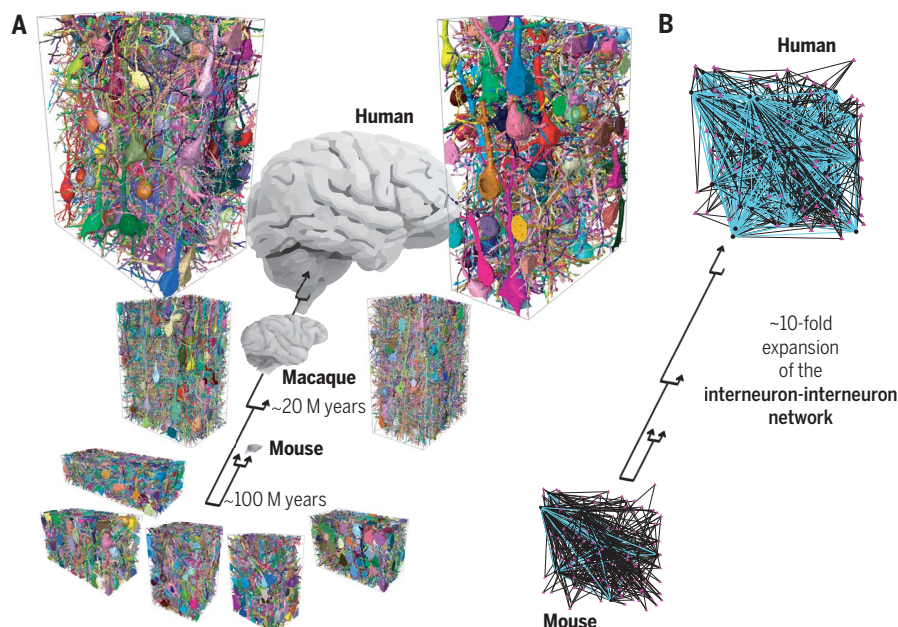 A
Human
Macaque
~20 M years
Mouse
~100 M years
B
Human
~10-fold
expansion
of the
interneuron-interneuron
network
Mouse